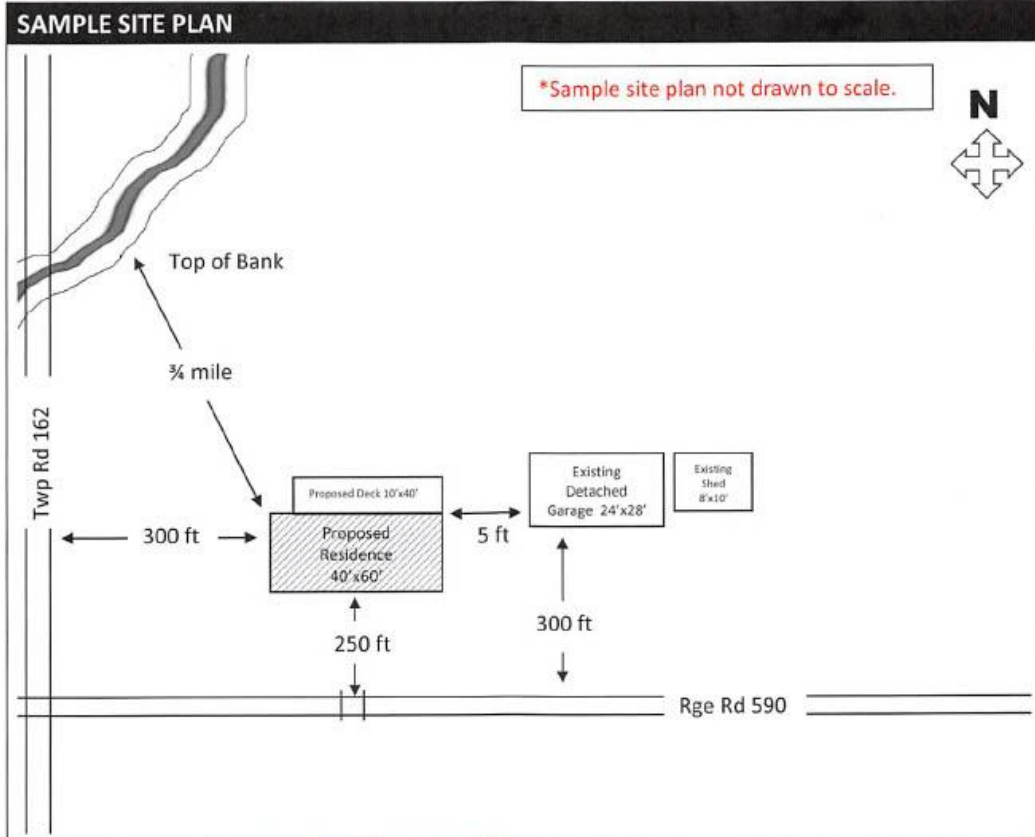 SAMPLE SITE PLAN
*Sample site plan not drawn to scale.
N
Top of Bank
¾ mile
Twp Rd 162
Proposed Deck 10'x40'
Existing
Detached
Garage 24'x28'
Existing
Shed
8'x10'
300 ft
Proposed
Residence
40'x60'
5 ft
250 ft
300 ft
Rge Rd 590